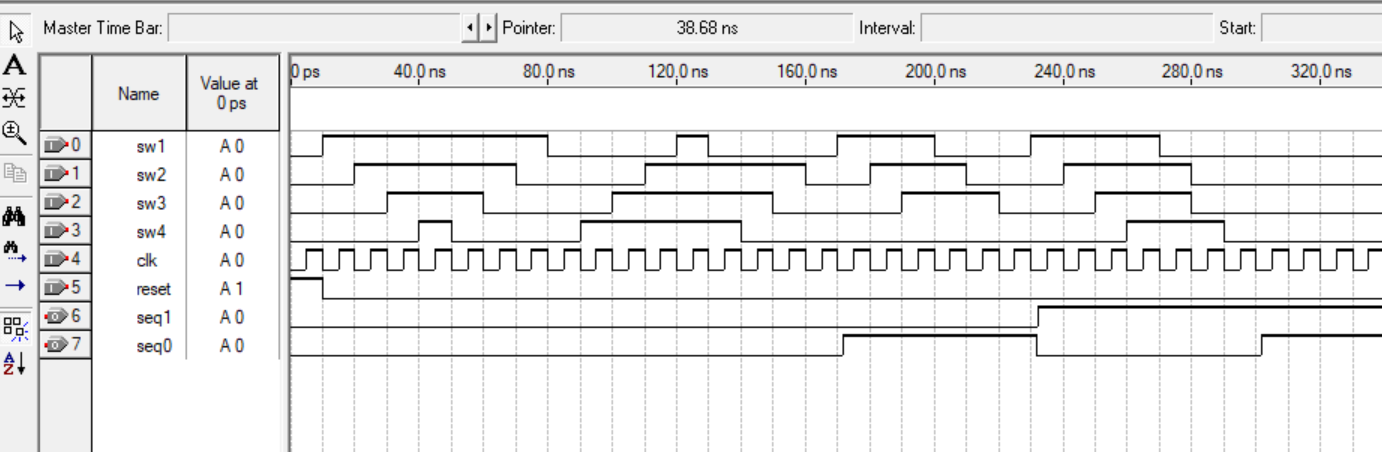 Master Time Bar: Pointer: 38.68 ns Interval: Start:
Name Value at 0 ps
0 ps 40.0 ns 80.0 ns 120.0 ns 160.0 ns 200.0 ns 240.0 ns 280.0 ns 320.0 ns
0 sw1 A 0
1 sw2 A 0
2 sw3 A 0
3 sw4 A 0
4 clk A 0
5 reset A 1
6 seq1 A 0
7 seq0 A 0